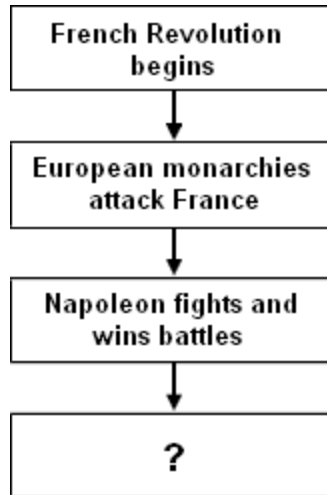 French Revolution
begins
European monarchies
attack France
Napoleon fights and
wins battles
?